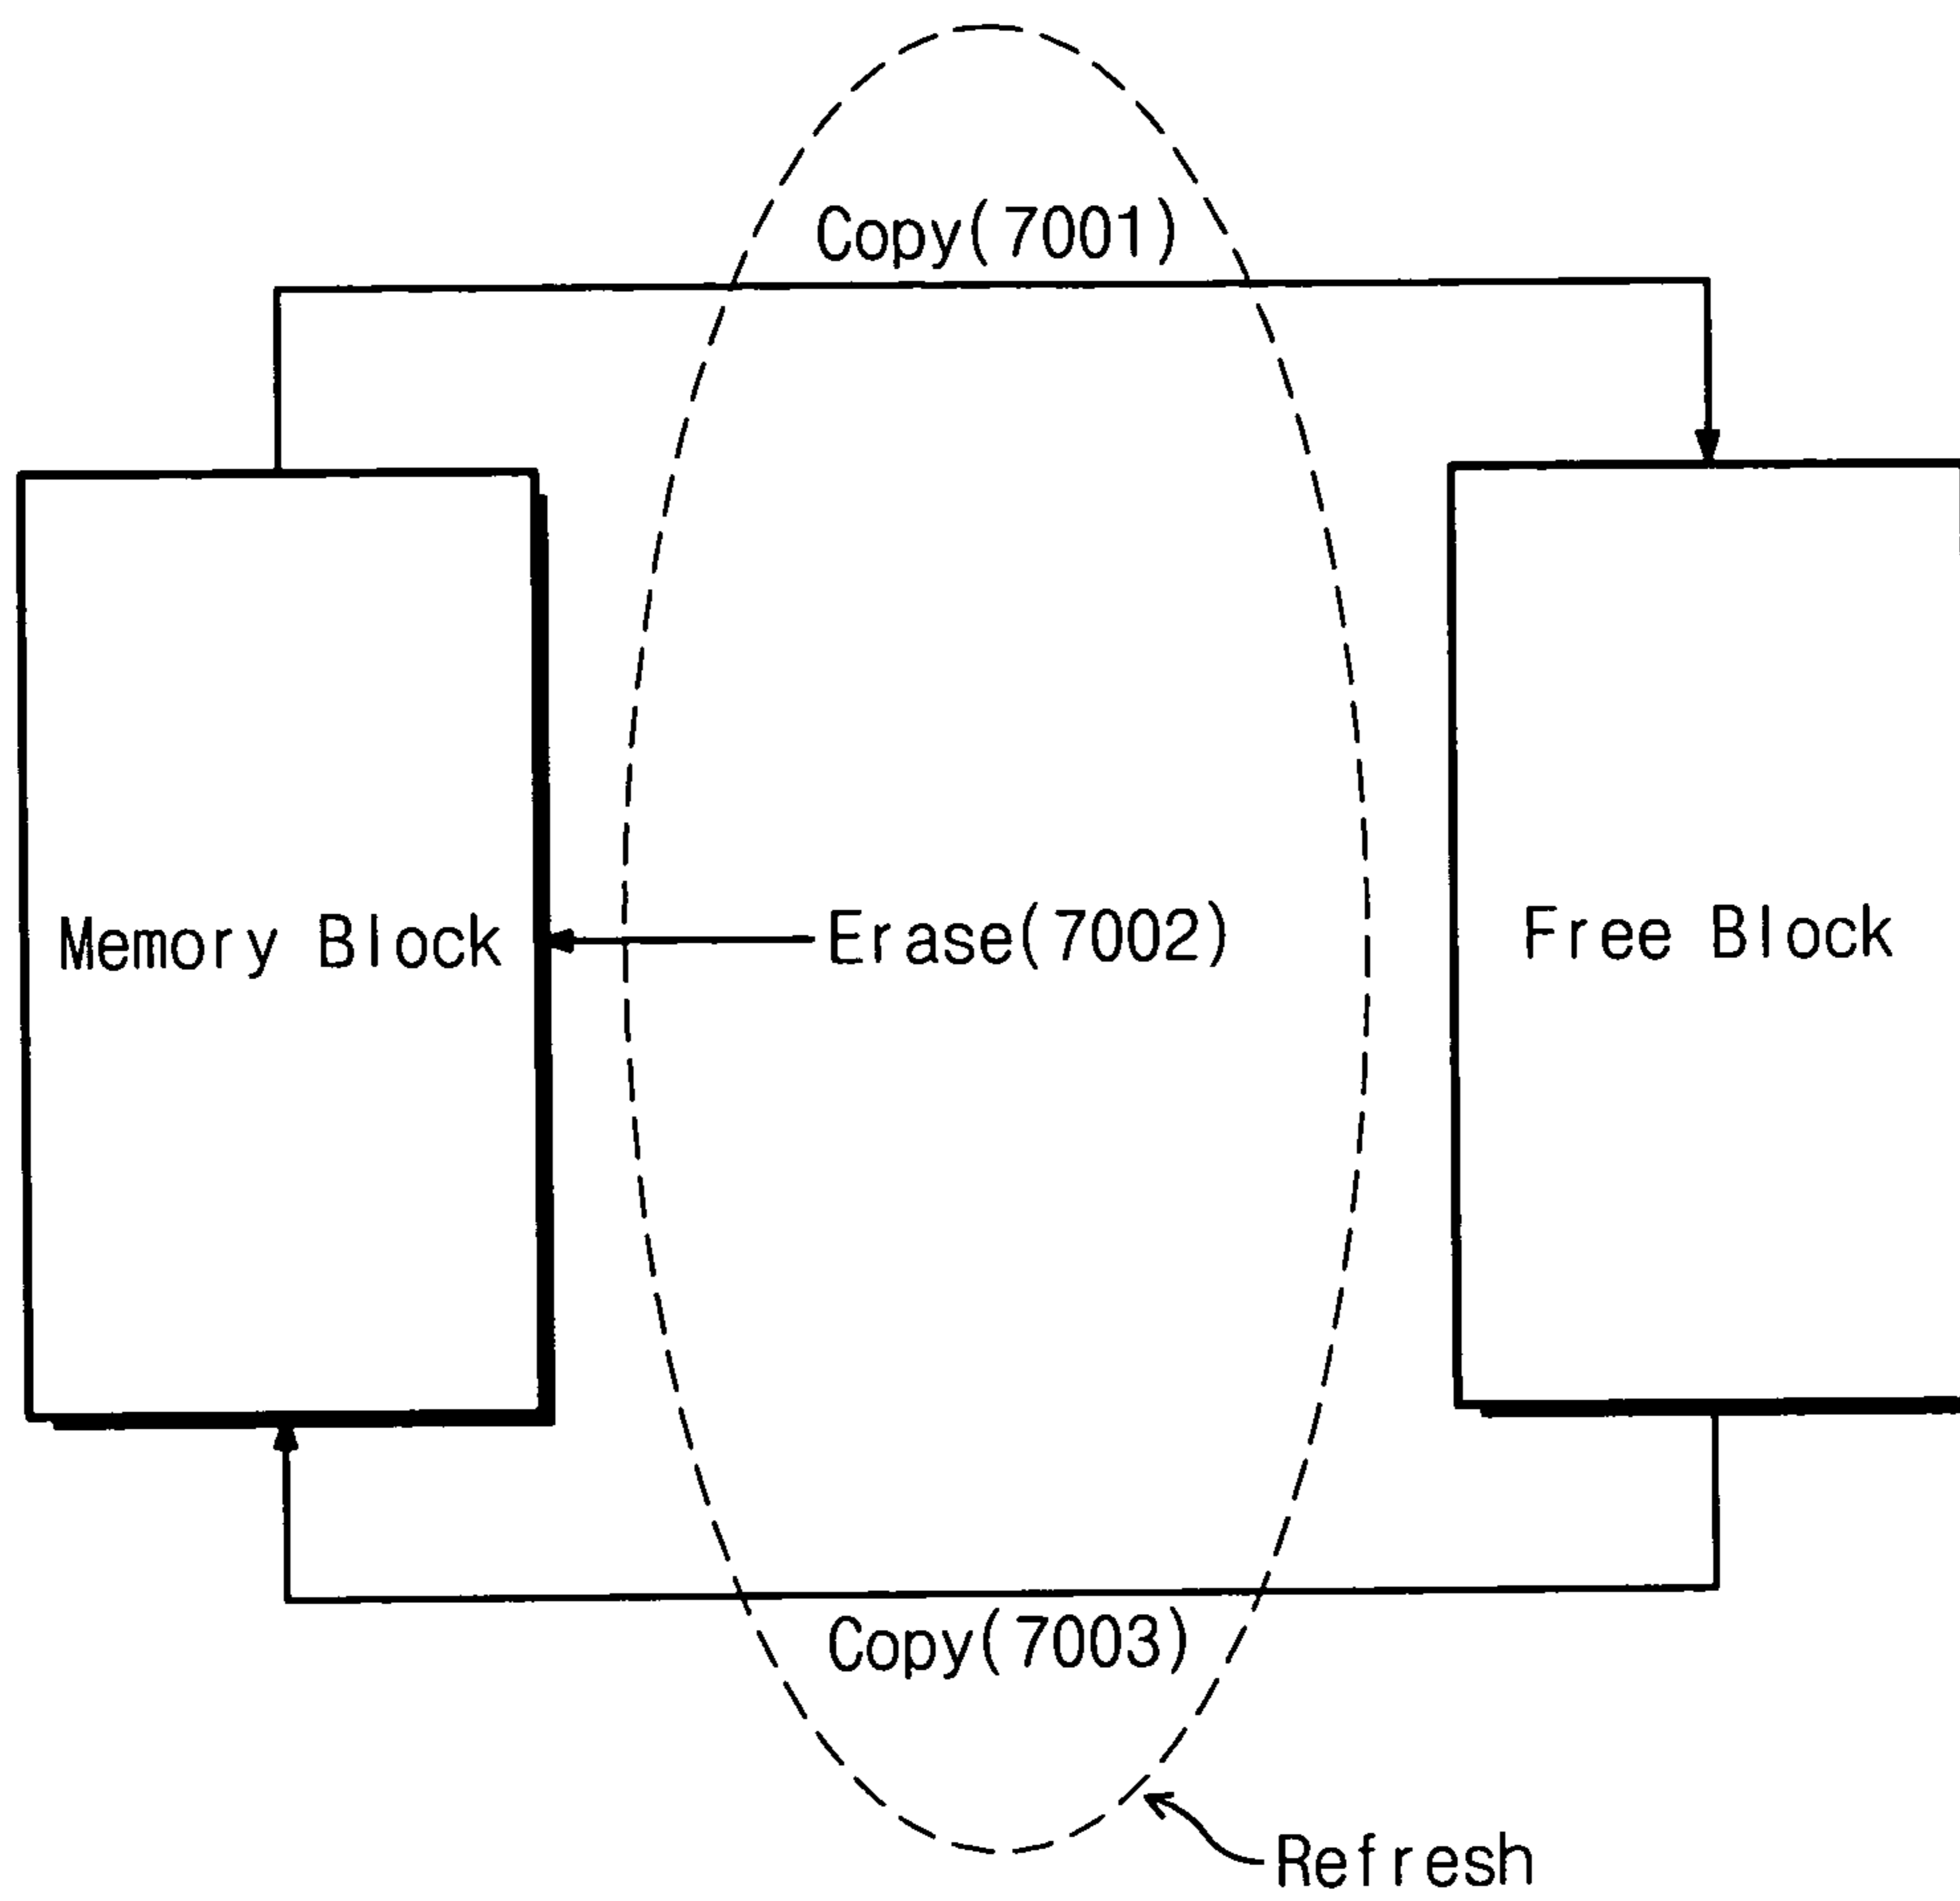 Copy(7001)
Memory Block
Erase(7002)
Free Block
Copy(7003)
Refresh